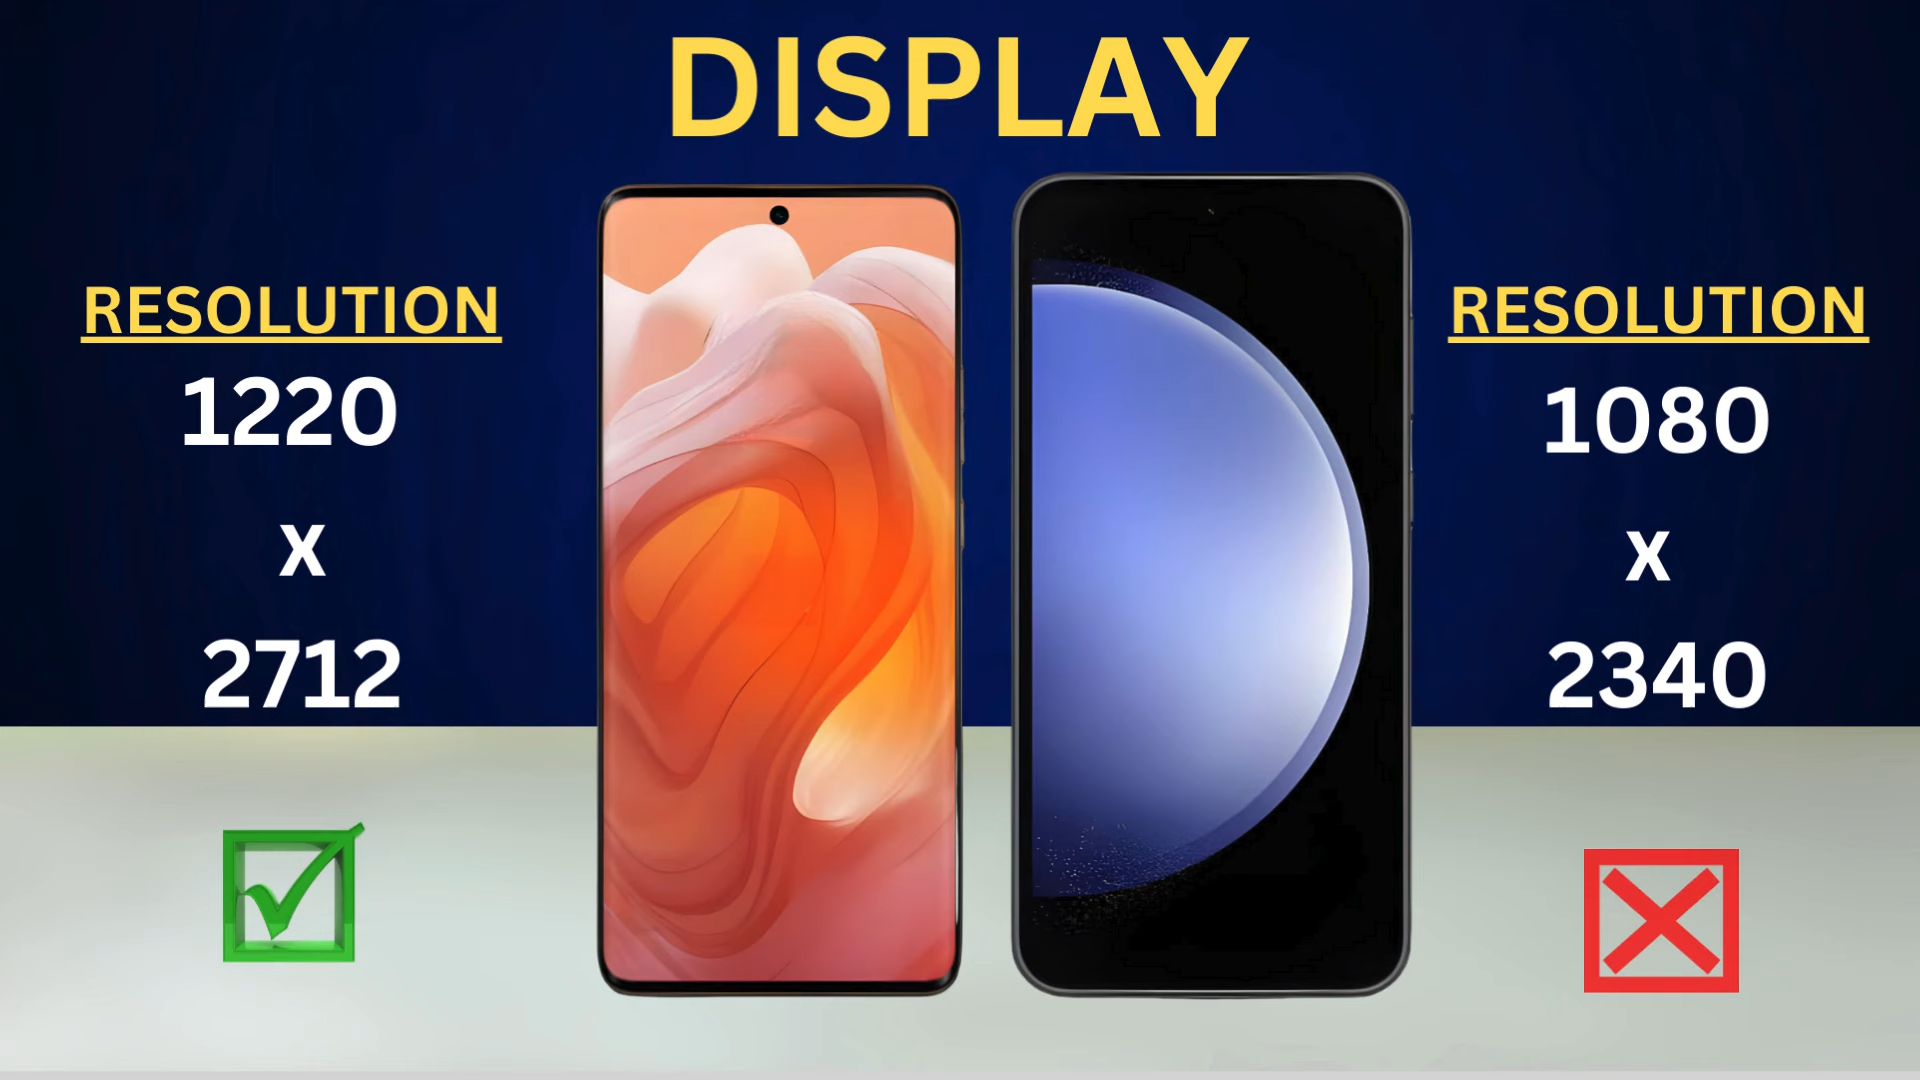 DISPLAY
RESOLUTION
1220
x
2712
RESOLUTION
1080
x
2340